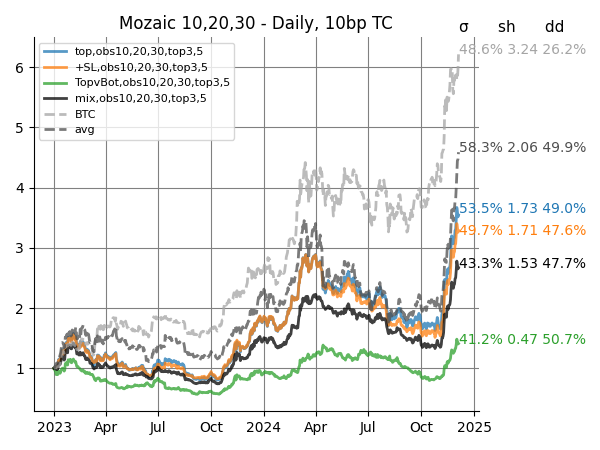 Mozaic 10,20,30 - Daily, 10bp TC
σ sh dd
top,obs10,20,30,top3,5
+SL,obs10,20,30,top3,5
TopvBot,obs10,20,30,top3,5
mix,obs10,20,30,top3,5
BTC
avg
48.6% 3.24 26.2%
58.3% 2.06 49.9%
53.5% 1.73 49.0%
49.7% 1.71 47.6%
43.3% 1.53 47.7%
41.2% 0.47 50.7%
6
5
4
3
2
1
2023 Apr Jul Oct 2024 Apr Jul Oct 2025